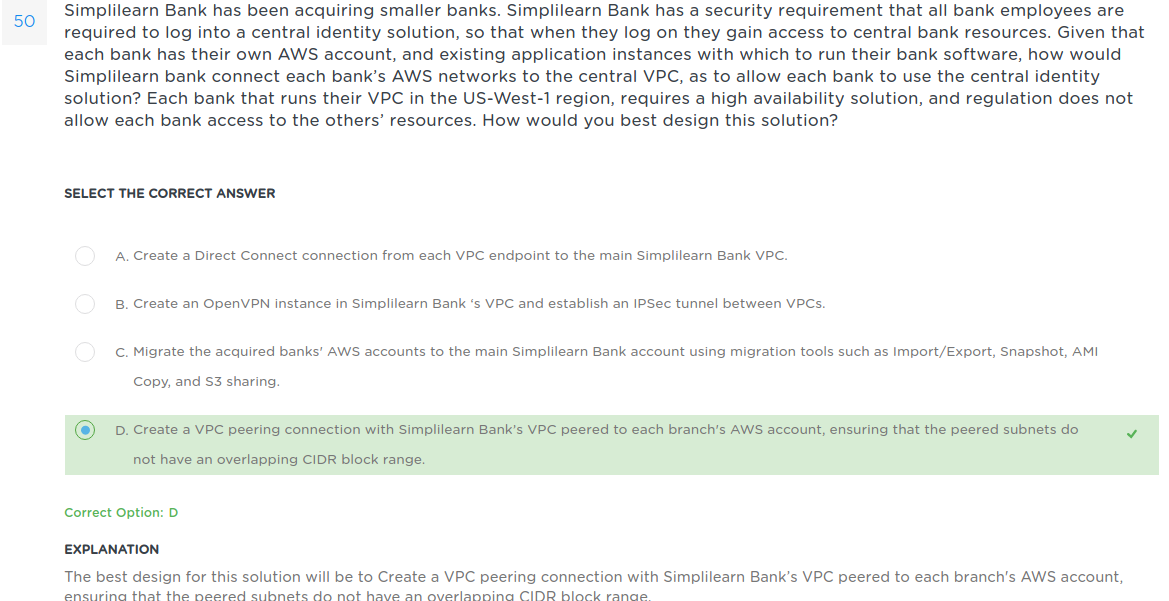 50
Simplilearn Bank has been acquiring smaller banks. Simplilearn Bank has a security requirement that all bank employees are
required to log into a central identity solution, so that when they log on they gain access to central bank resources. Given that
each bank has their own AWS account, and existing application instances with which to run their bank software, how would
Simplilearn bank connect each bank’s AWS networks to the central VPC, as to allow each bank to use the central identity
solution? Each bank that runs their VPC in the US-West-1 region, requires a high availability solution, and regulation does not
allow each bank access to the others’ resources. How would you best design this solution?
SELECT THE CORRECT ANSWER
A. Create a Direct Connect connection from each VPC endpoint to the main Simplilearn Bank VPC.
B. Create an OpenVPN instance in Simplilearn Bank ‘s VPC and establish an IPSec tunnel between VPCs.
C. Migrate the acquired banks' AWS accounts to the main Simplilearn Bank account using migration tools such as Import/Export, Snapshot, AMI
Copy, and S3 sharing.
D. Create a VPC peering connection with Simplilearn Bank’s VPC peered to each branch's AWS account, ensuring that the peered subnets do
not have an overlapping CIDR block range.
Correct Option: D
EXPLANATION
The best design for this solution will be to Create a VPC peering connection with Simplilearn Bank’s VPC peered to each branch's AWS account,
ensuring that the peered subnets do not have an overlapping CIDR block range.